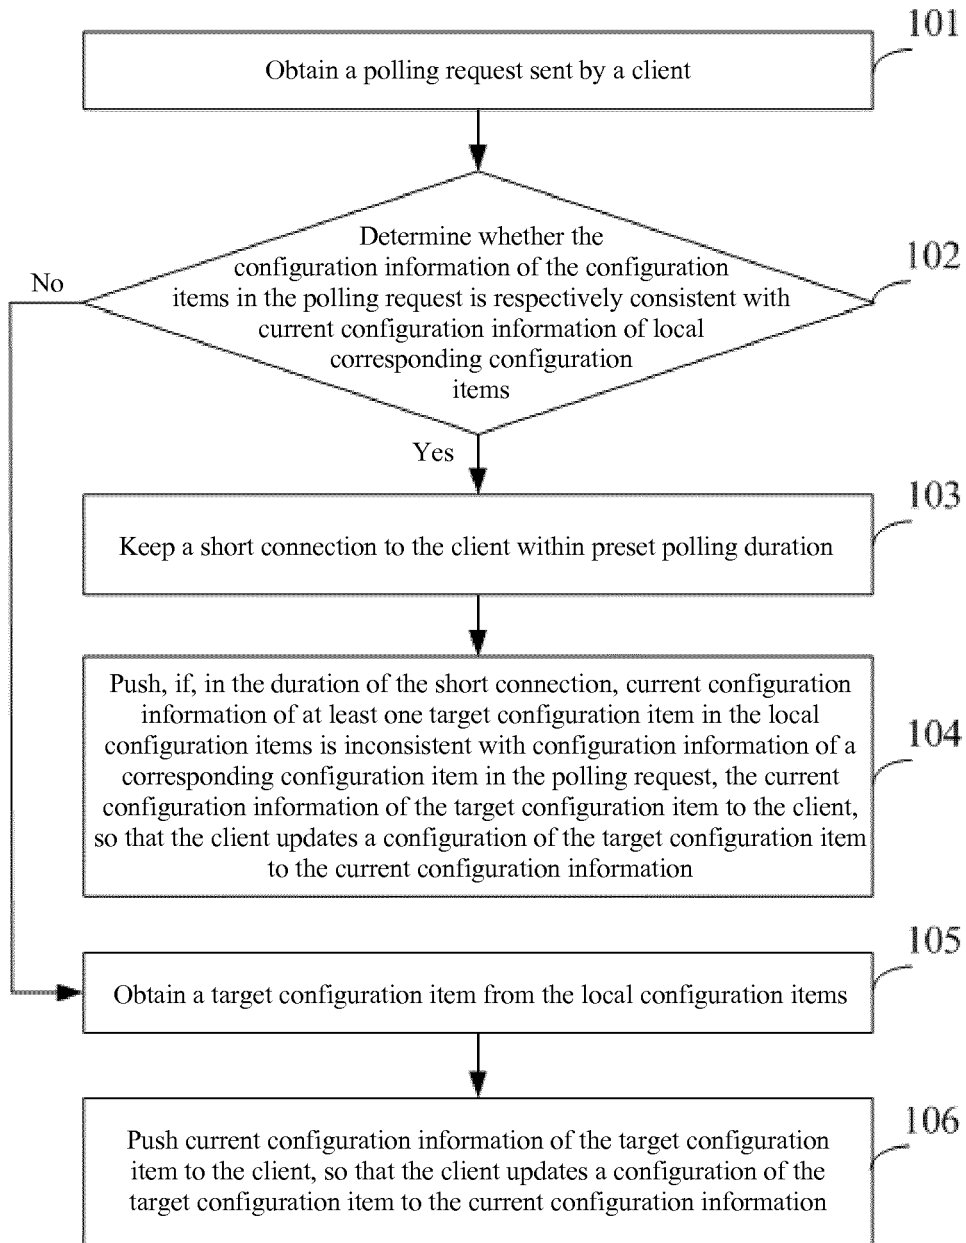 101
Obtain a polling request sent by a client
Determine whether the
configuration information of the configuration
items in the polling request is respectively consistent with
current configuration information of local
corresponding configuration
items
102
No
Yes
103
Keep a short connection to the client within preset polling duration
Push, if, in the duration of the short connection, current configuration
information of at least one target configuration item in the local
configuration items is inconsistent with configuration information of a
corresponding configuration item in the polling request, the current
configuration information of the target configuration item to the client,
so that the client updates a configuration of the target configuration item
to the current configuration information
104
105
Obtain a target configuration item from the local configuration items
106
Push current configuration information of the target configuration
item to the client, so that the client updates a configuration of the
target configuration item to the current configuration information